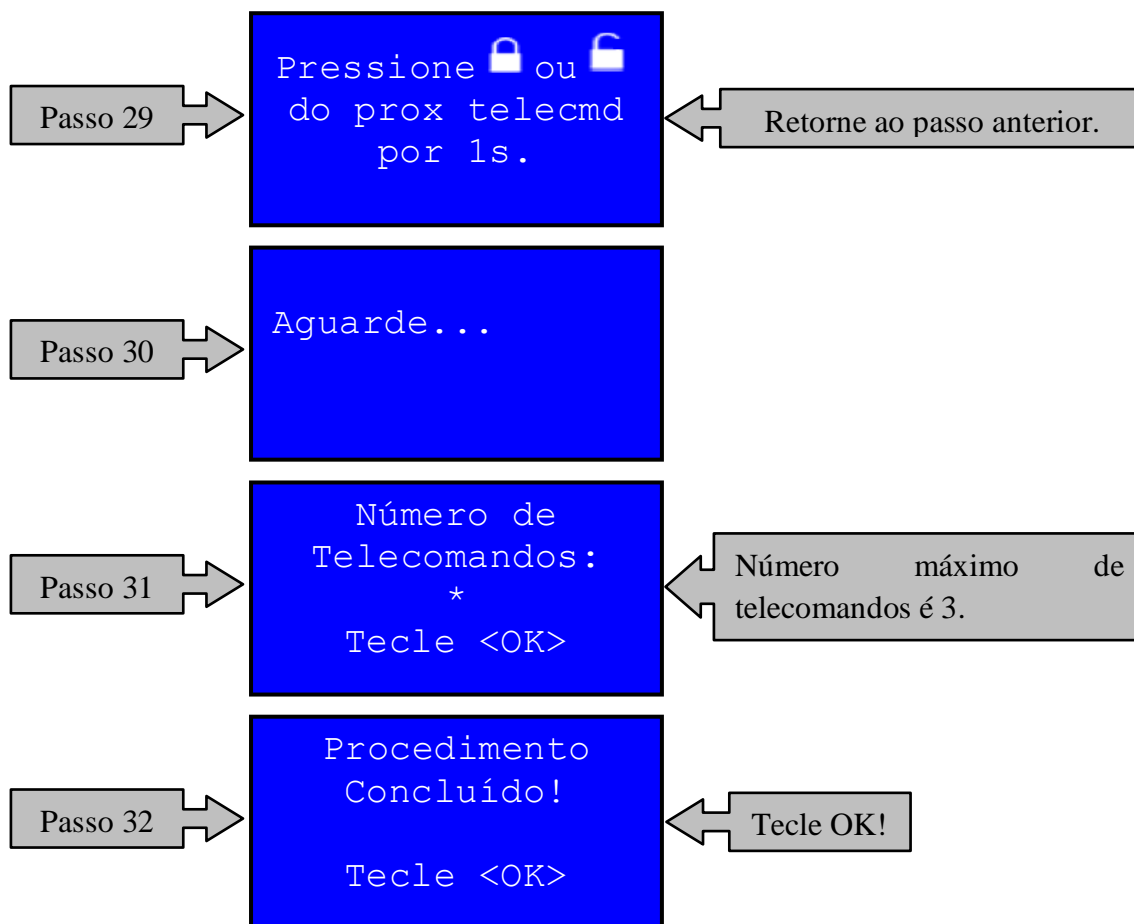 Passo 29
Pressione ou
do prox telecmd
por 1s.
Retorne ao passo anterior.
Passo 30
Aguarde...
Passo 31
Número de
Telecomandos:
*
Tecle <OK>
Número máximo de
telecomandos é 3.
Passo 32
Procedimento
Concluído!
Tecle <OK>
Tecle OK!